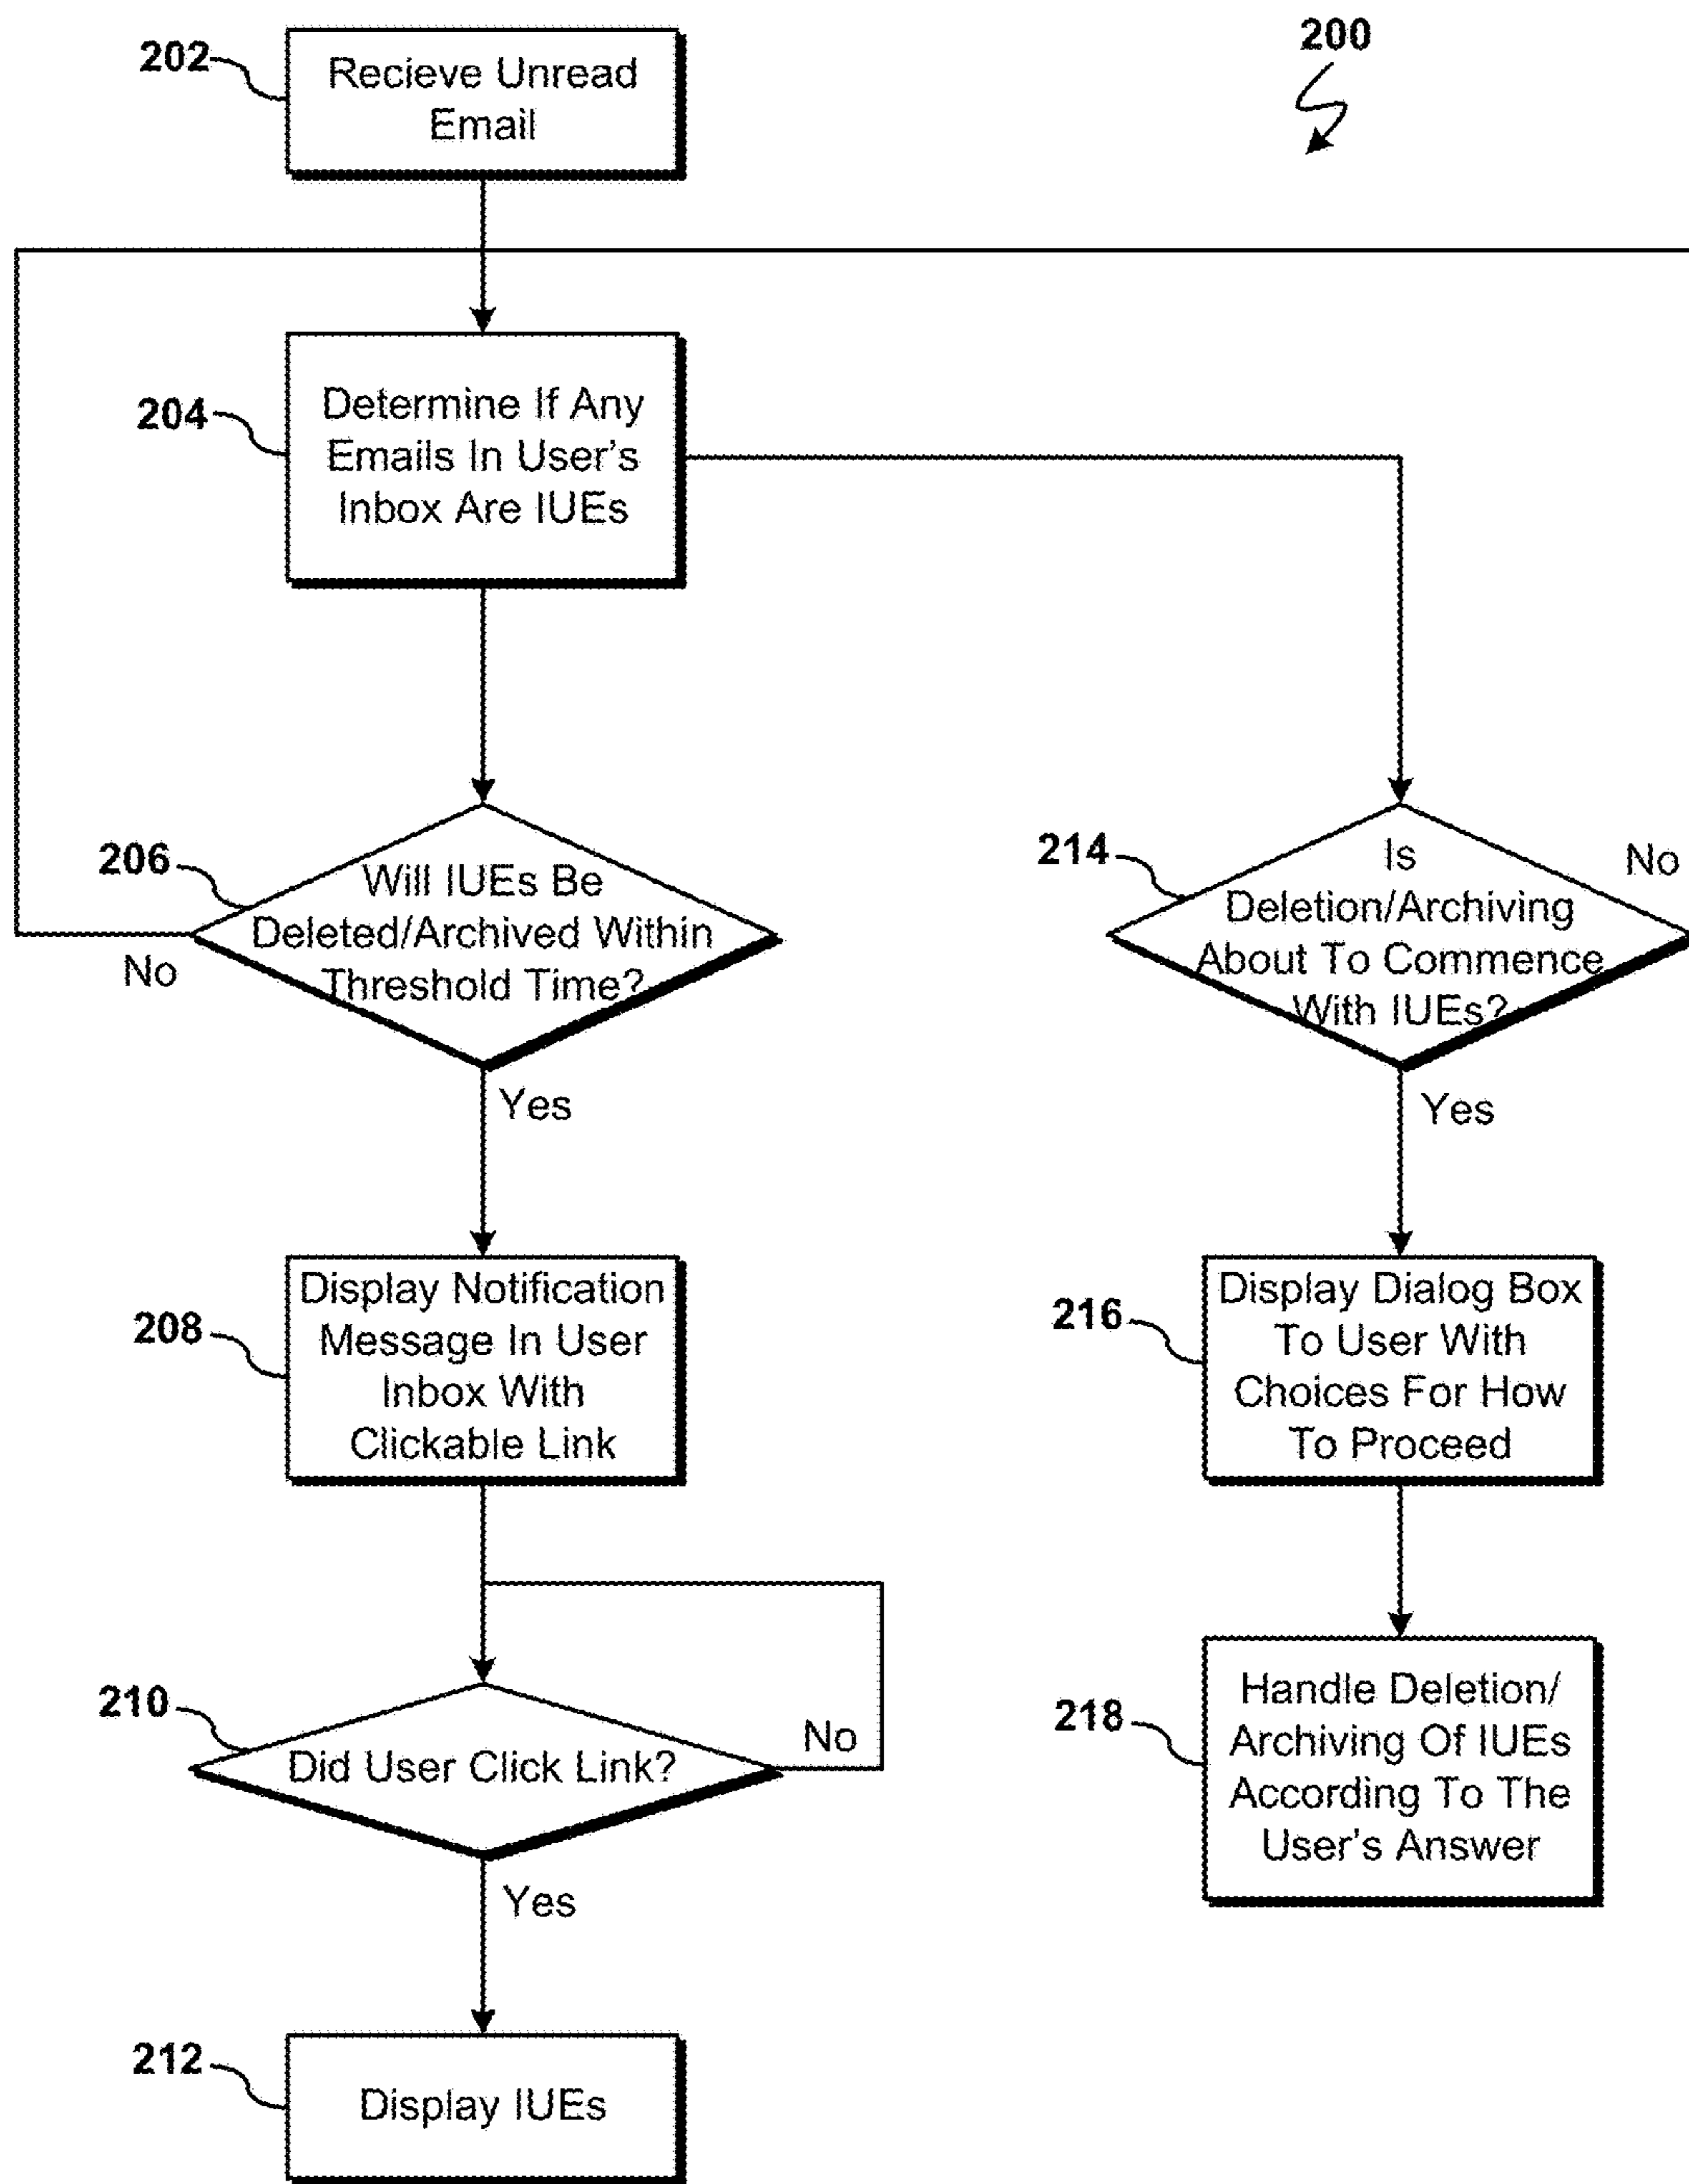 200
202
Recieve Unread
Email
204
Determine If Any
Emails In User's
Inbox Are IUEs
206
Will IUEs Be
Deleted/Archived Within
Threshold Time?
No
Yes
208
Display Notification
Message In User
Inbox With
Clickable Link
210
Did User Click Link?
No
Yes
212
Display IUEs
214
Is
Deletion/Archiving
About To Commence
With IUEs?
No
Yes
216
Display Dialog Box
To User With
Choices For How
To Proceed
218
Handle Deletion/
Archiving Of IUEs
According To The
User's Answer